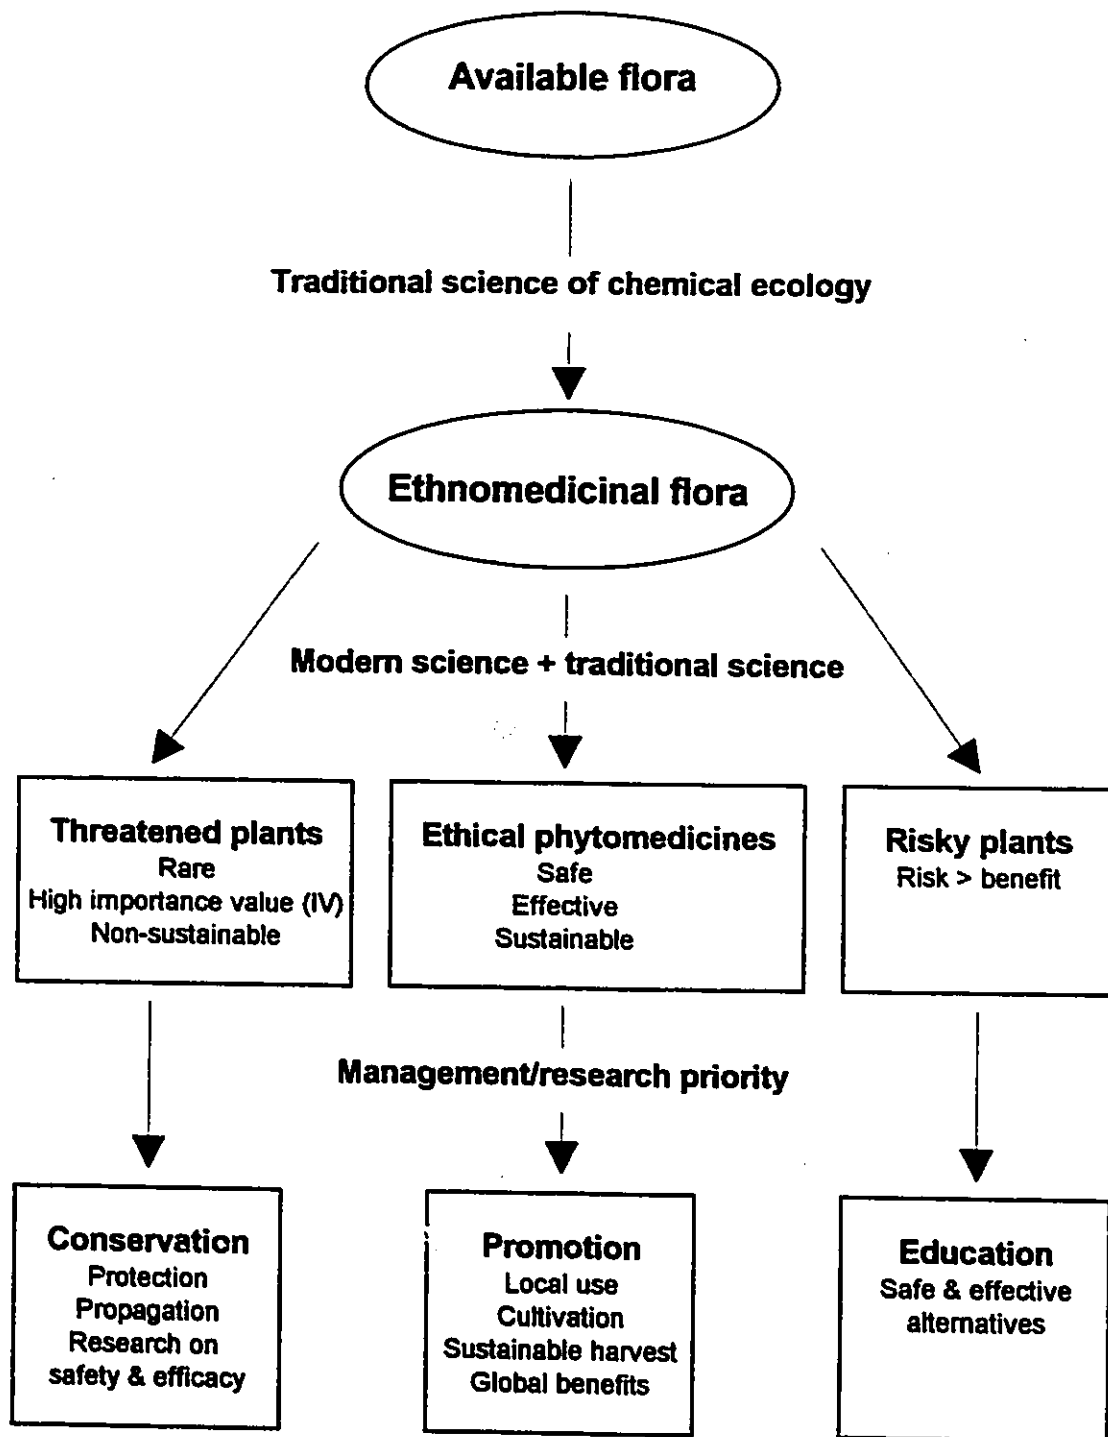 Available flora
Traditional science of chemical ecology
Ethnomedicinal flora
Modern science + traditional science
Threatened plants
Rare
High importance value (IV)
Non-sustainable
Ethical phytomedicines
Safe
Effective
Sustainable
Risky plants
Risk > benefit
Management/research priority
Conservation
Protection
Propagation
Research on
safety & efficacy
Promotion
Local use
Cultivation
Sustainable harvest
Global benefits
Education
Safe & effective
alternatives